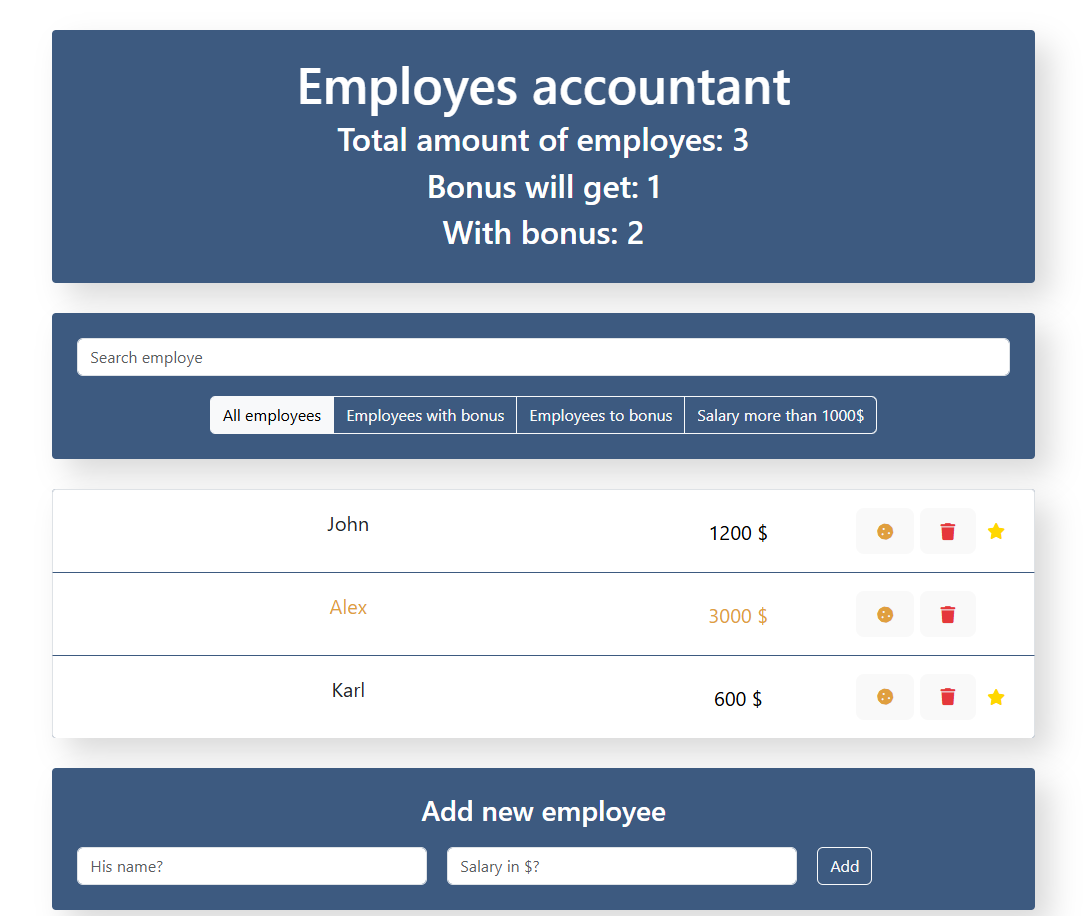 Employes accountant
Total amount of employes: 3
Bonus will get: 1
With bonus: 2
Search employe
All employees Employees with bonus Employees to bonus Salary more than 1000$
John 1200 $
Alex 3000 $
Karl 600 $
Add new employee
His name? Salary in $? Add